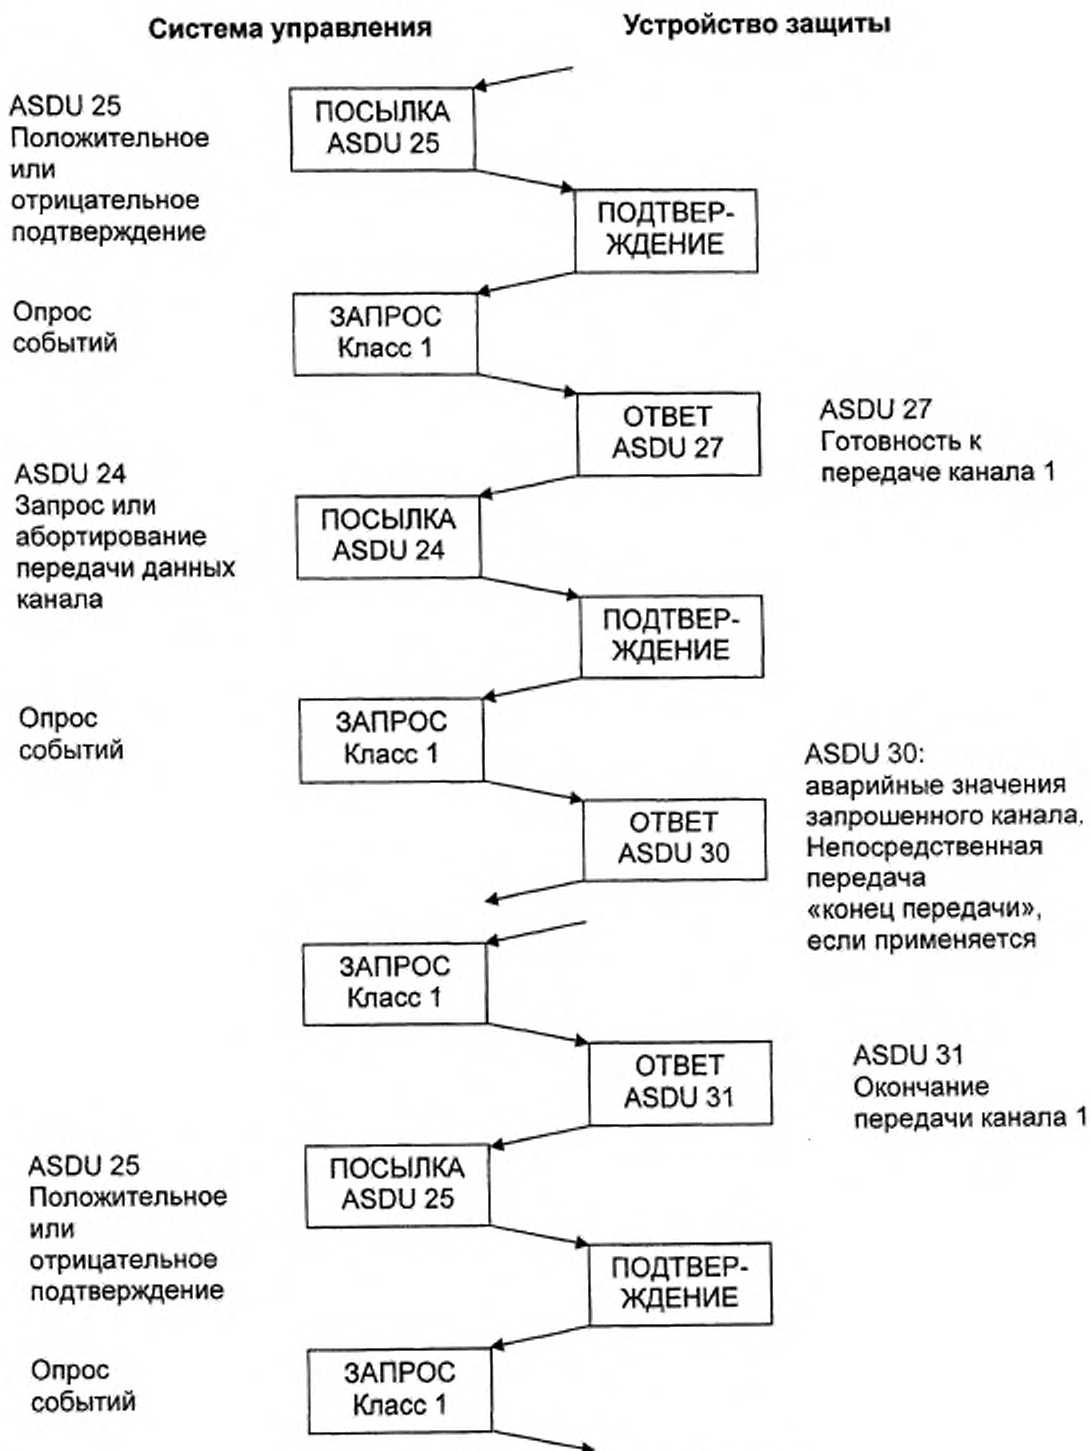 Система управления
Устройство защиты
ASDU 25
Положительное
или
отрицательное
подтверждение
ПОСЫЛКА
ASDU 25
ПОДТВЕР-
ЖДЕНИЕ
Опрос
событий
ЗАПРОС
Класс 1
ОТВЕТ
ASDU 27
ASDU 27
Готовность к
передаче канала 1
ASDU 24
Запрос или
абортирование
передачи данных
канала
ПОСЫЛКА
ASDU 24
ПОДТВЕР-
ЖДЕНИЕ
Опрос
событий
ЗАПРОС
Класс 1
ОТВЕТ
ASDU 30
ASDU 30:
аварийные значения
запрошенного канала.
Непосредственная
передача
«конец передачи»,
если применяется
ЗАПРОС
Класс 1
ОТВЕТ
ASDU 31
ASDU 31
Окончание
передачи канала 1
ASDU 25
Положительное
или
отрицательное
подтверждение
ПОСЫЛКА
ASDU 25
ПОДТВЕР-
ЖДЕНИЕ
Опрос
событий
ЗАПРОС
Класс 1